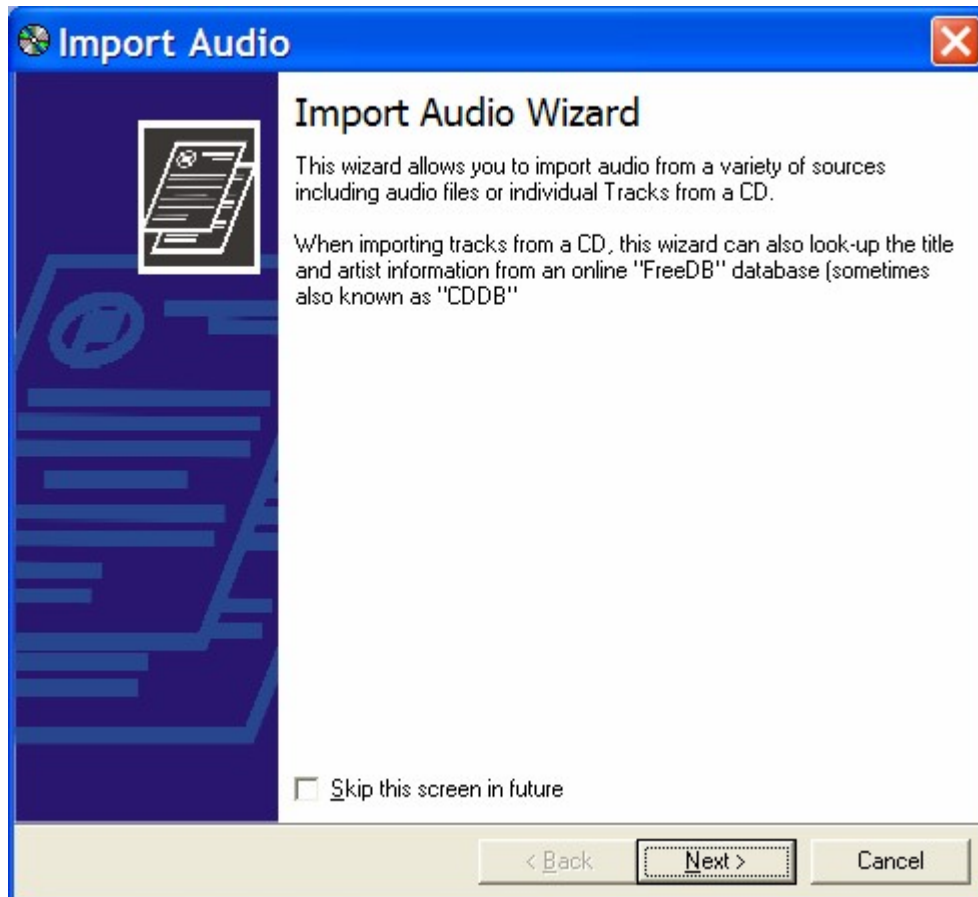 Import Audio
Import Audio Wizard
This wizard allows you to import audio from a variety of sources
including audio files or individual Tracks from a CD.
When importing tracks from a CD, this wizard can also look-up the title
and artist information from an online "FreeDB" database (sometimes
also known as "CDDB"
Skip this screen in future
< Back
Next >
Cancel